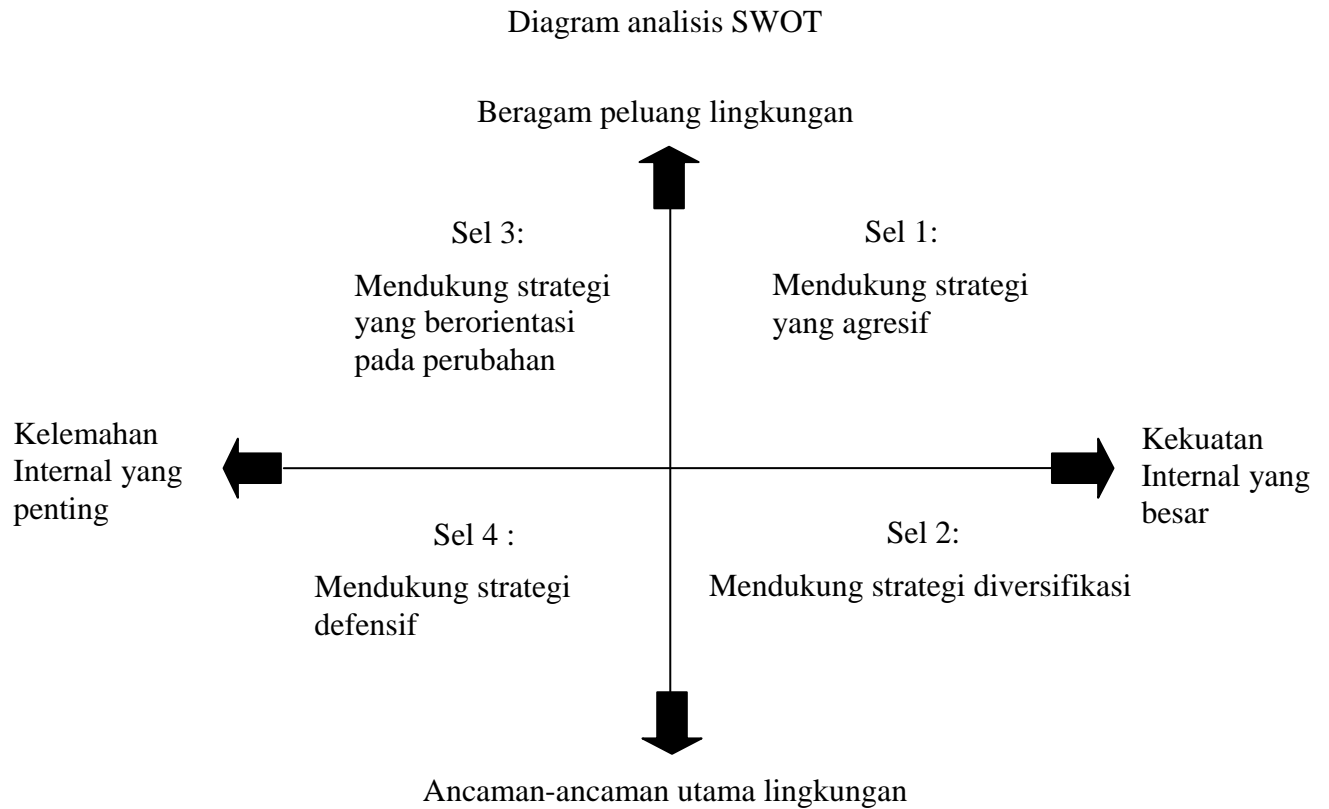 Diagram analisis SWOT
Beragam peluang lingkungan
Sel 3:
Mendukung strategi
yang berorientasi
pada perubahan
Sel 1:
Mendukung strategi
yang agresif
Kelemahan
Internal yang
penting
Kekuatan
Internal yang
besar
Sel 4 :
Mendukung strategi
defensif
Sel 2:
Mendukung strategi diversifikasi
Ancaman-ancaman utama lingkungan